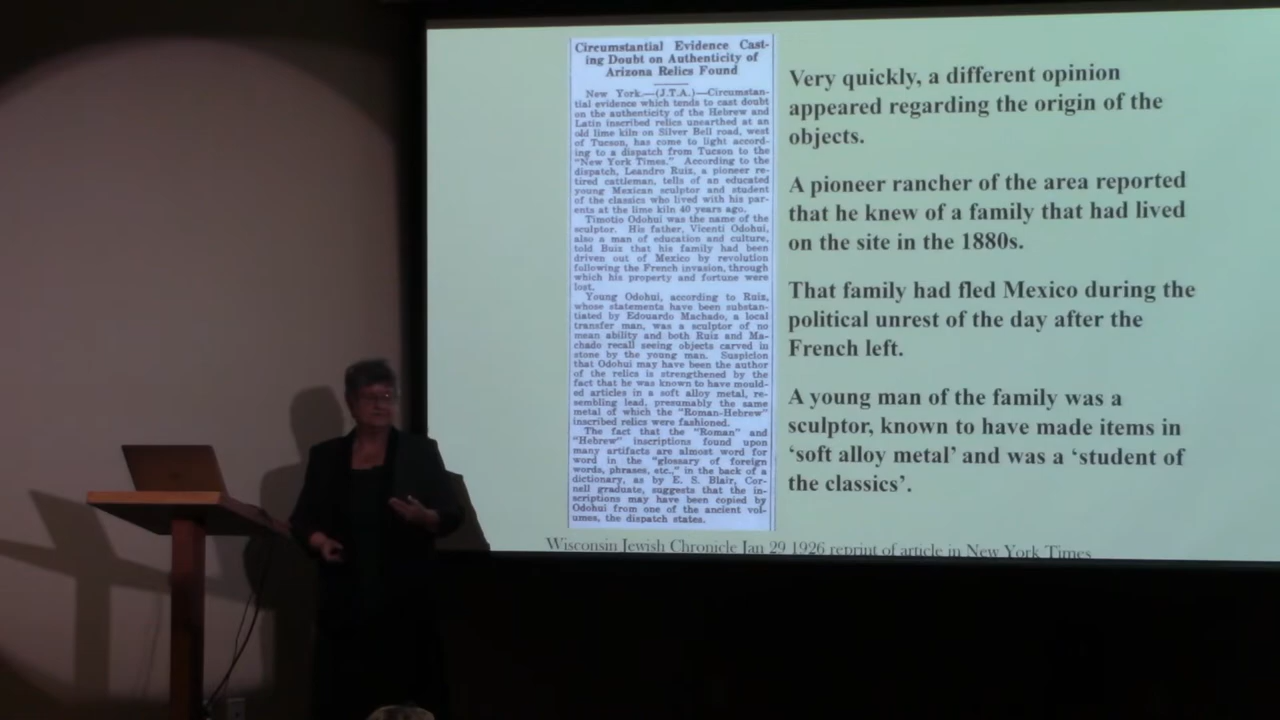 Circumstantial Evidence Cast-
ing Doubt on Authenticity of
Arizona Relics Found
New York.—(J.T.A.)—Circumstan-
tial evidence which tends to cast doubt
on the authenticity of the Hebrew and
Latin inscribed relics unearthed at an
old lime kiln on Silver Bell road, west
of Tucson, has come to light accord-
ing to a dispatch from Tucson to the
"New York Times." According to the
dispatch, Leandro Ruiz, a pioneer re-
tired cattleman, tells of an educated
young Mexican sculptor and student
of the classics who lived with his par-
ents at the lime kiln 40 years ago.
Timotio Odohui was the name of the
sculptor. His father, Vicenti Odohui,
also a man of education and culture,
told Ruiz that his family had been
driven out of Mexico by revolution
following the French invasion, through
which his property and fortune were
lost.
Young Odohui, according to Ruiz,
whose statements have been substan-
tiated by Edouardo Machado, a local
transfer man, was a sculptor of no
mean ability and both Ruiz and Ma-
chado recall seeing objects carved in
stone by the young man. Suspicion
that Odohui may have been the author
of the relics is strengthened by the
fact that he was known to have mould-
ed articles in a soft alloy metal, re-
sembling lead, presumably the same
metal of which the "Roman-Hebrew"
inscribed relics were fashioned.
The fact that the "Roman" and
"Hebrew" inscriptions found upon
many artifacts are almost word for
word in the "glossary of foreign
words, phrases, etc.," in the back of a
dictionary, as by E. S. Blair, Cor-
nell graduate, suggests that the in-
scriptions may have been copied by
Odohui from one of the ancient vol-
umes, the dispatch states.
Very quickly, a different opinion
appeared regarding the origin of the
objects.
A pioneer rancher of the area reported
that he knew of a family that had lived
on the site in the 1880s.
That family had fled Mexico during the
political unrest of the day after the
French left.
A young man of the family was a
sculptor, known to have made items in
‘soft alloy metal’ and was a ‘student of
the classics’.
Wisconsin Jewish Chronicle Jan 29 1926 reprint of article in New York Times